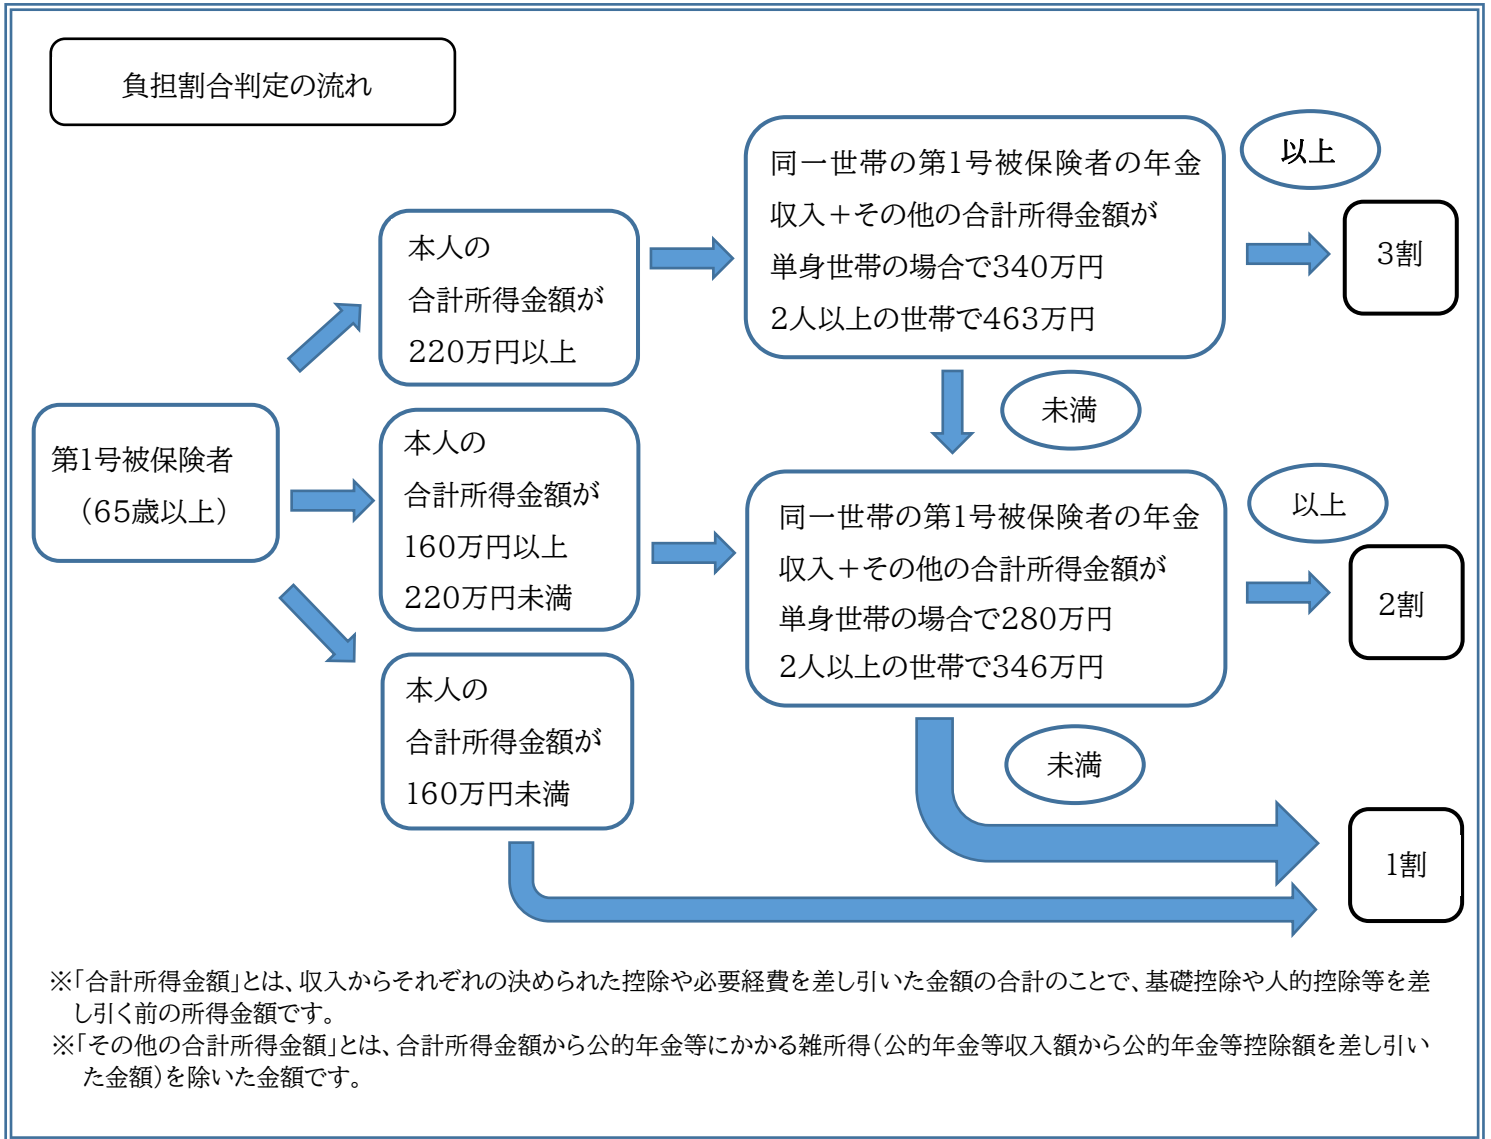 負担割合判定の流れ
第1号被保険者
（65歳以上）
本人の
合計所得金額が
220万円以上
本人の
合計所得金額が
160万円以上
220万円未満
本人の
合計所得金額が
160万円未満
同一世帯の第1号被保険者の年金
収入＋その他の合計所得金額が
単身世帯の場合で340万円
2人以上の世帯で463万円
以上
3割
未満
同一世帯の第1号被保険者の年金
収入＋その他の合計所得金額が
単身世帯の場合で280万円
2人以上の世帯で346万円
以上
2割
未満
1割
※「合計所得金額」とは、収入からそれぞれの決められた控除や必要経費を差し引いた金額の合計のことで、基礎控除や人的控除等を差
し引く前の所得金額です。
※「その他の合計所得金額」とは、合計所得金額から公的年金等にかかる雑所得（公的年金等収入額から公的年金等控除額を差し引い
た金額）を除いた金額です。